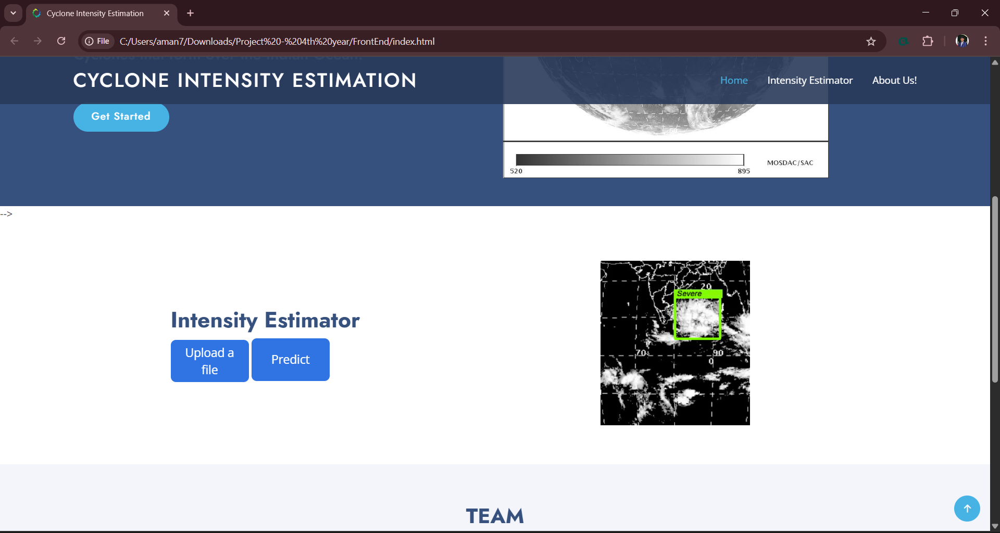 Cyclone Intensity Estimation
File
C:/Users/aman7/Downloads/Project%20-%204th%20year/FrontEnd/index.html
CYCLONE INTENSITY ESTIMATION
Home
Intensity Estimator
About Us!
Get Started
520
895
MOSDAC/SAC
-->
20
Severe
70
90
0
Intensity Estimator
Upload a
file
Predict
TEAM